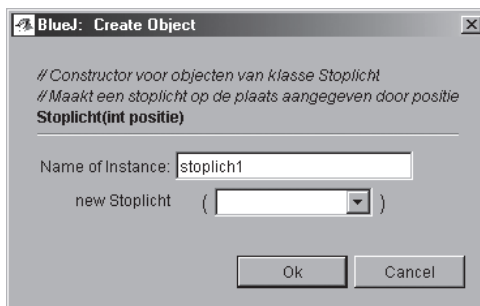 BlueJ: Create Object
// Constructor voor objecten van klasse Stoplicht
// Maakt een stoplicht op de plaats aangegeven door positie
Stoplicht(int positie)
Name of Instance: stoplich1
new Stoplicht ( )
Ok Cancel